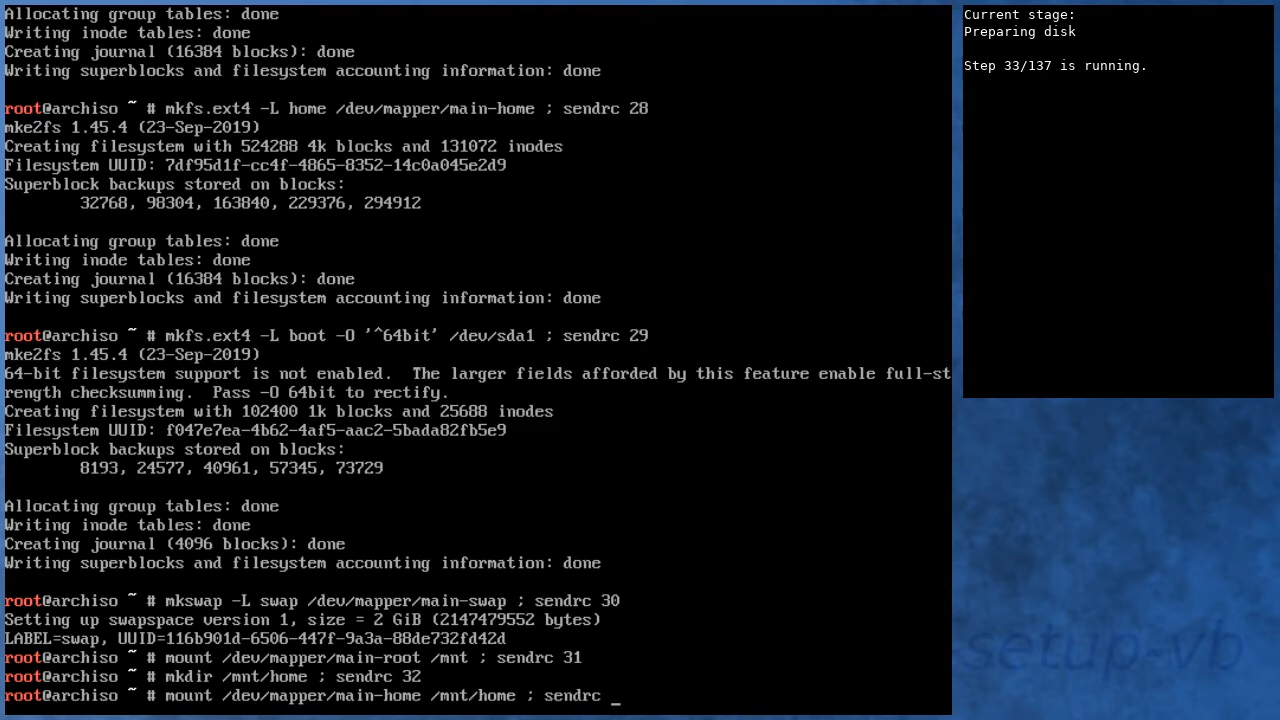 Allocating group tables: done
Writing inode tables: done
Creating journal (16384 blocks): done
Writing superblocks and filesystem accounting information: done
root@archiso ~ # mkfs.ext4 -L home /dev/mapper/main-home ; sendrc 28
mke2fs 1.45.4 (23-Sep-2019)
Creating filesystem with 524288 4k blocks and 131072 inodes
Filesystem UUID: 7df95d1f-cc4f-4865-8352-14c0a045e2d9
Superblock backups stored on blocks:
        32768, 98304, 163840, 229376, 294912
Allocating group tables: done
Writing inode tables: done
Creating journal (16384 blocks): done
Writing superblocks and filesystem accounting information: done
root@archiso ~ # mkfs.ext4 -L boot -O '^64bit' /dev/sda1 ; sendrc 29
mke2fs 1.45.4 (23-Sep-2019)
64-bit filesystem support is not enabled.  The larger fields afforded by this feature enable full-st
rength checksumming.  Pass -O 64bit to rectify.
Creating filesystem with 102400 1k blocks and 25688 inodes
Filesystem UUID: f047e7ea-4b62-4af5-aac2-5bada82fb5e9
Superblock backups stored on blocks:
        8193, 24577, 40961, 57345, 73729
Allocating group tables: done
Writing inode tables: done
Creating journal (4096 blocks): done
Writing superblocks and filesystem accounting information: done
root@archiso ~ # mkswap -L swap /dev/mapper/main-swap ; sendrc 30
Setting up swapspace version 1, size = 2 GiB (2147479552 bytes)
LABEL=swap, UUID=116b901d-6506-447f-9a3a-88de732fd42d
root@archiso ~ # mount /dev/mapper/main-root /mnt ; sendrc 31
root@archiso ~ # mkdir /mnt/home ; sendrc 32
root@archiso ~ # mount /dev/mapper/main-home /mnt/home ; sendrc _
Current stage:
Preparing disk
Step 33/137 is running.
setup-vb